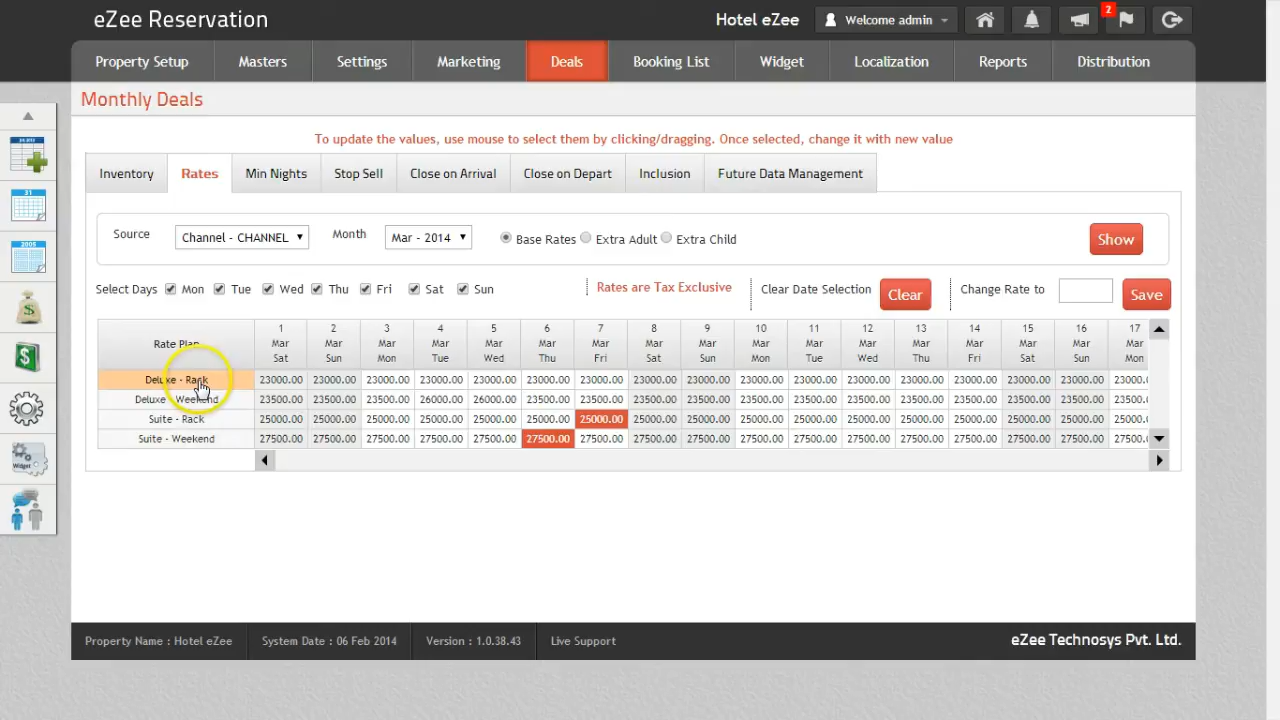 eZee Reservation
Hotel eZee
Welcome admin
2
Property Setup Masters Settings Marketing Deals Booking List Widget Localization Reports Distribution
Monthly Deals
To update the values, use mouse to select them by clicking/dragging. Once selected, change it with new value
Inventory Rates Min Nights Stop Sell Close on Arrival Close on Depart Inclusion Future Data Management
Source Channel - CHANNEL Month Mar - 2014 Base Rates Extra Adult Extra Child Show
Select Days Mon Tue Wed Thu Fri Sat Sun Rates are Tax Exclusive Clear Date Selection Clear Change Rate to Save
1 2 3 4 5 6 7 8 9 10 11 12 13 14 15 16 17
Rate Plan Mar Mar Mar Mar Mar Mar Mar Mar Mar Mar Mar Mar Mar Mar Mar Mar Mar
Sat Sun Mon Tue Wed Thu Fri Sat Sun Mon Tue Wed Thu Fri Sat Sun Mon
Deluxe - Rack 23000.00 23000.00 23000.00 23000.00 23000.00 23000.00 23000.00 23000.00 23000.00 23000.00 23000.00 23000.00 23000.00 23000.00 23000.00 23000.00 23000.(
Deluxe - Weekend 23500.00 23500.00 23500.00 26000.00 26000.00 23500.00 23500.00 23500.00 23500.00 23500.00 23500.00 23500.00 23500.00 23500.00 23500.00 23500.00 23500.(
Suite - Rack 25000.00 25000.00 25000.00 25000.00 25000.00 25000.00 25000.00 25000.00 25000.00 25000.00 25000.00 25000.00 25000.00 25000.00 25000.00 25000.00 25000.(
Suite - Weekend 27500.00 27500.00 27500.00 27500.00 27500.00 27500.00 27500.00 27500.00 27500.00 27500.00 27500.00 27500.00 27500.00 27500.00 27500.00 27500.00 27500.(
Widget
Property Name : Hotel eZee System Date : 06 Feb 2014 Version : 1.0.38.43 Live Support eZee Technosys Pvt. Ltd.